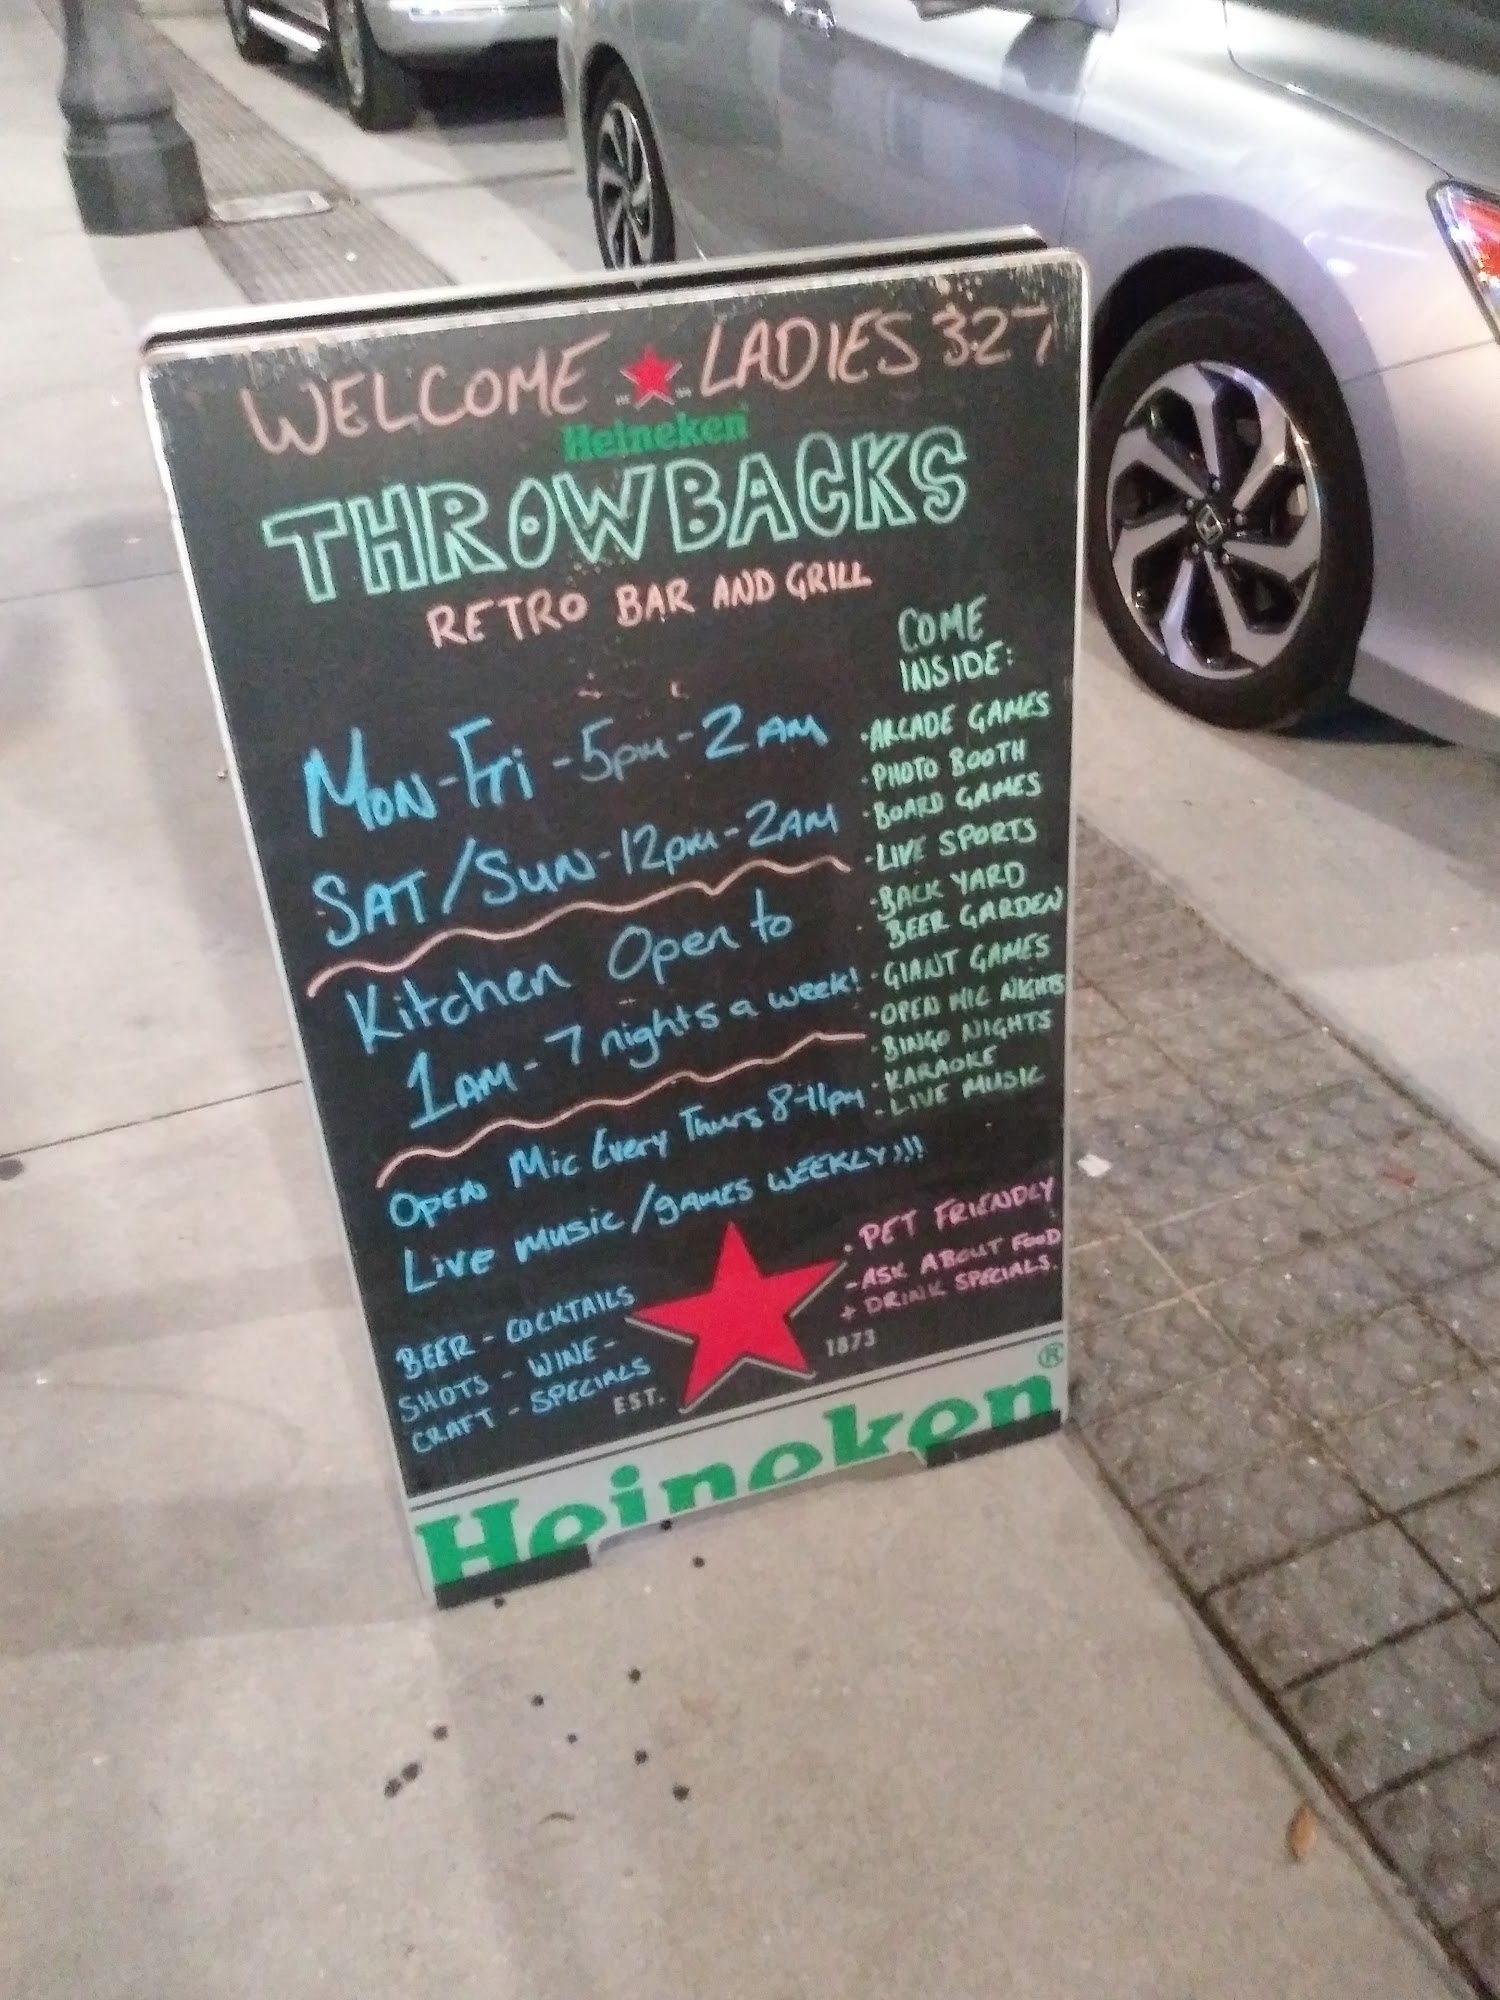 WELCOME ★ LADIES 327
Heineken
THROWBACKS
RETRO BAR AND GRILL
MON-Fri - 5pm - 2AM
SAT/SUN - 12pm - 2AM
Kitchen Open to
1AM - 7 nights a week!
OPEN Mic Every Thurs 8-11pm
Live music/games WEEKLY!!!
BEER - COCKTAILS
SHOTS - WINE -
CRAFT - SPECIALS
COME
INSIDE:
·ARCADE GAMES
·PHOTO BOOTH
·BOARD GAMES
·LIVE SPORTS
·BACK YARD
BEER GARDEN
·GIANT GAMES
·OPEN MIC NIGHTS
·BINGO NIGHTS
·KARAOKE
-LIVE MUSIC
·PET FRIENDLY
-ASK ABOUT FOOD
+ DRINK SPECIALS.
EST. 1873
Heineken®